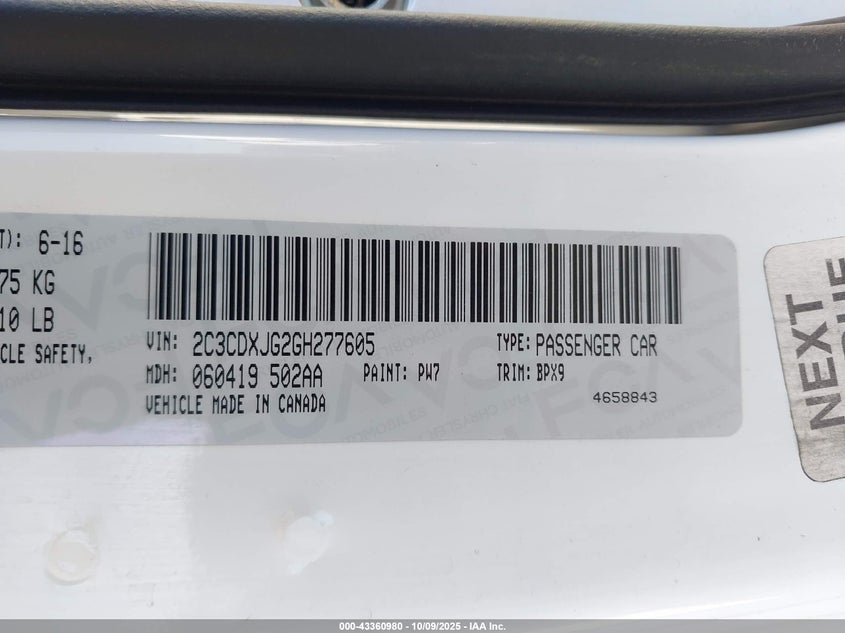 T): 6-16
75 KG
10 LB
CLE SAFETY,
VIN: 2C3CDXJG2GH277605 TYPE: PASSENGER CAR
MDH: 060419 502AA PAINT: PW7 TRIM: BPX9
VEHICLE MADE IN CANADA 4658843
NEXT
000-43360980 - 10/09/2025 - IAA Inc.